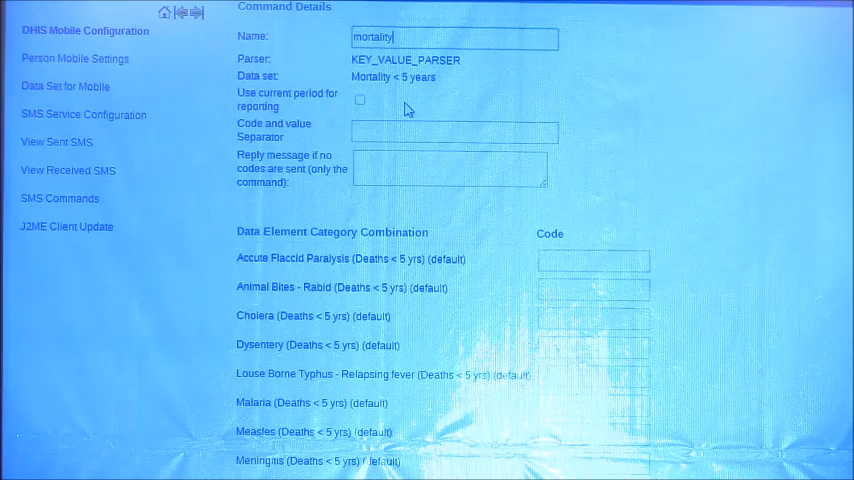 Command Details
DHIS Mobile Configuration
Person Mobile Settings
Data Set for Mobile
SMS Service Configuration
View Sent SMS
View Received SMS
SMS Commands
J2ME Client Update
Name: mortality
Parser: KEY_VALUE_PARSER
Data set: Mortality < 5 years
Use current period for
reporting
Code and value
Separator
Reply message if no
codes are sent (only the
command):
Data Element Category Combination Code
Accute Flaccid Paralysis (Deaths < 5 yrs) (default)
Animal Bites - Rabid (Deaths < 5 yrs) (default)
Cholera (Deaths < 5 yrs) (default)
Dysentery (Deaths < 5 yrs) (default)
Louse Borne Typhus - Relapsing fever (Deaths < 5 yrs) (default)
Malaria (Deaths < 5 yrs) (default)
Measles (Deaths < 5 yrs) (default)
Meningitis (Deaths < 5 yrs) (default)